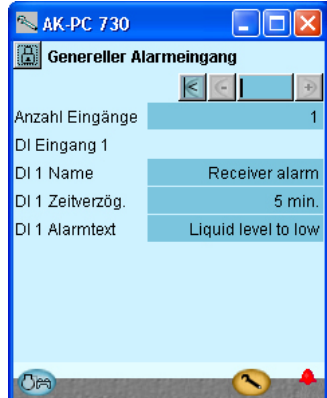 AK-PC 730
Genereller Alarmeingang
Anzahl Eingänge 1
DI Eingang 1
DI 1 Name Receiver alarm
DI 1 Zeitverzög. 5 min.
DI 1 Alarmtext Liquid level to low